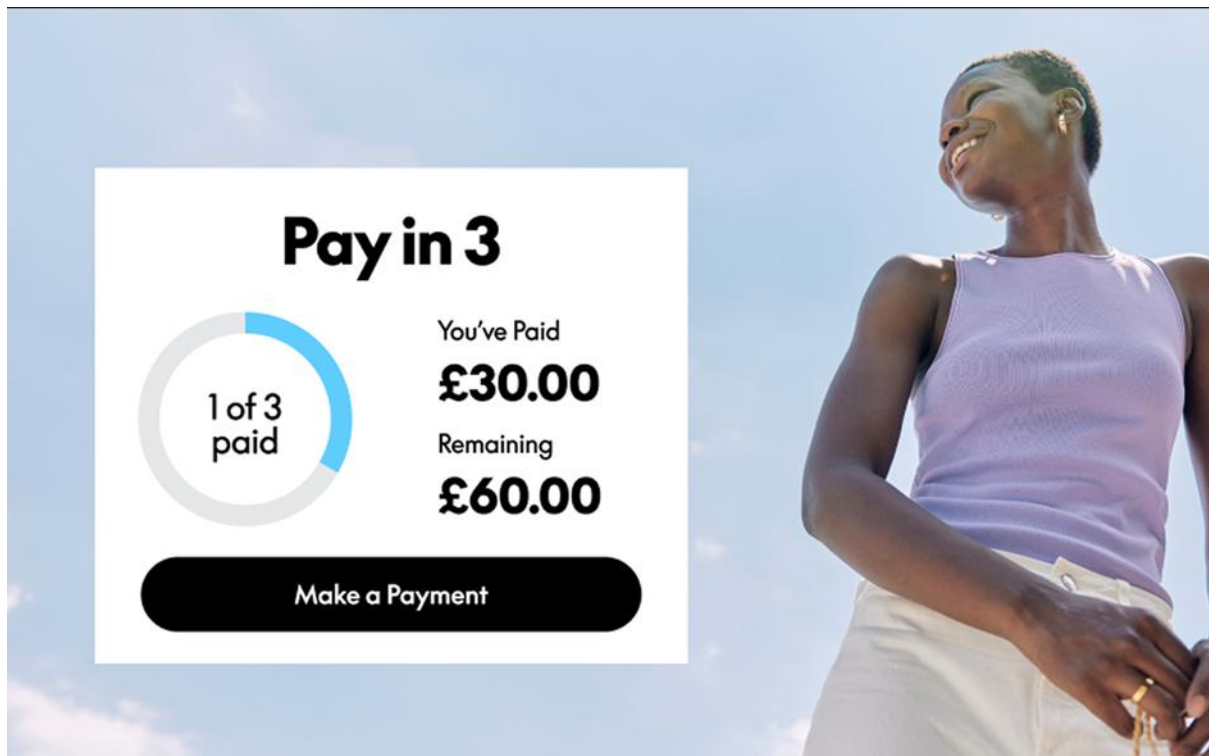 Pay in 3
1 of 3
paid
You've Paid
£30.00
Remaining
£60.00
Make a Payment